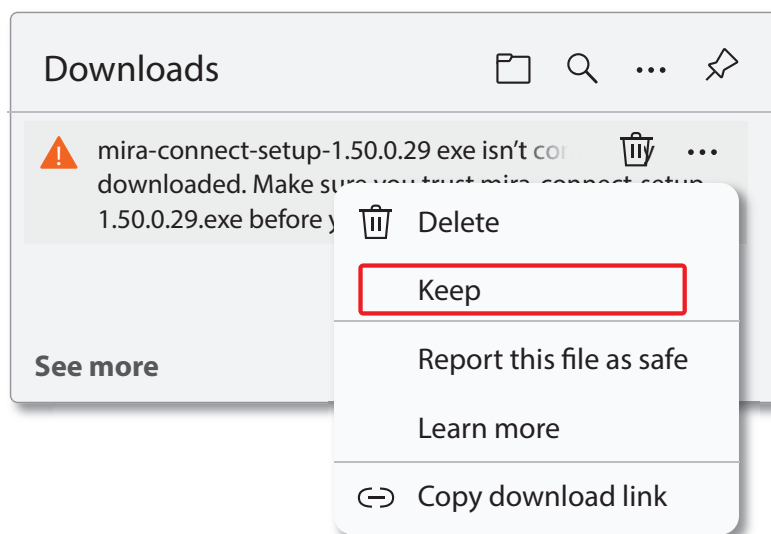 Downloads
mira-connect-setup-1.50.0.29 exe isn't
downloaded. Make sure you trust mira-connect-setup-
1.50.0.29.exe before
Delete
Keep
Report this file as safe
See more
Learn more
Copy download link